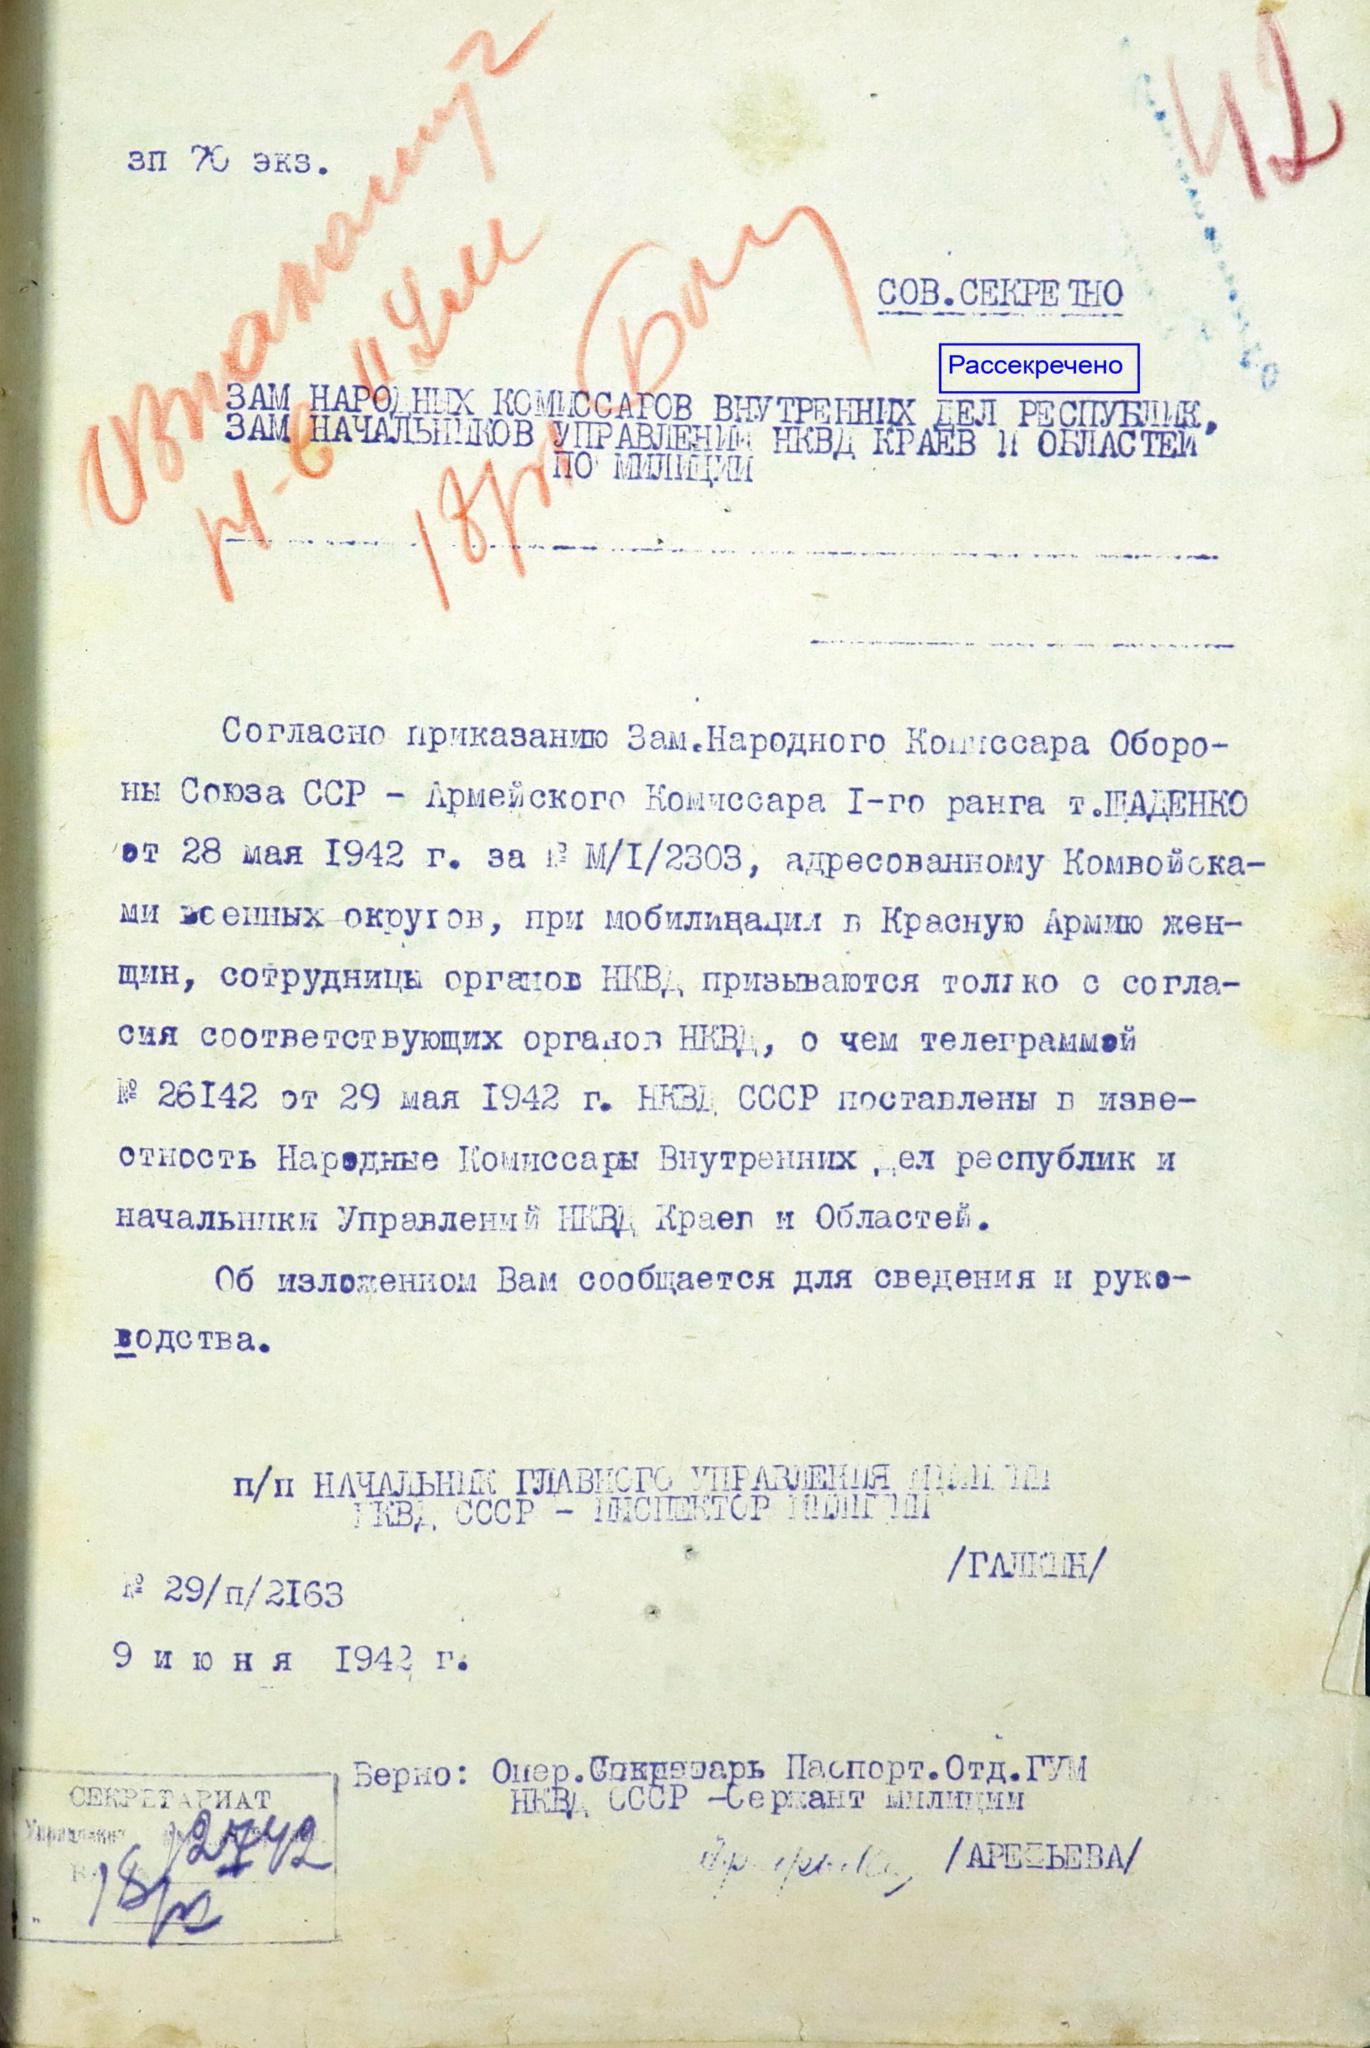 зп 70 экз.
42
СОВ.СЕКРЕТНО
Рассекречено
ЗАМ НАРОДНЫХ КОМИССАРОВ ВНУТРЕННИХ ДЕЛ РЕСПУБЛИК,
ЗАМ НАЧАЛЬНИКОВ УПРАВЛЕНИЙ НКВД КРАЕВ И ОБЛАСТЕЙ
ПО МИЛИЦИИ
Согласно приказанию Зам.Народного Комиссара Оборо-
ны Союза ССР - Армейского Комиссара I-го ранга т.ЩАДЕНКО
от 28 мая 1942 г. за № М/I/2303, адресованному Комвойска-
ми военных округов, при мобилизации в Красную Армию жен-
щин, сотрудницы органов НКВД призываются только с согла-
сия соответствующих органов НКВД, о чем телеграммой
№ 26I42 от 29 мая I942 г. НКВД СССР поставлены в изве-
стность Народные Комиссары Внутренних Дел республик и
начальники Управлений НКВД Краев и Областей.
Об изложенном Вам сообщается для сведения и руко-
водства.
п/п НАЧАЛЬНИК ГЛАВНОГО УПРАВЛЕНИЯ МИЛИЦИИ
НКВД СССР - ИНСПЕКТОР МИЛИЦИИ
/ГАЛКИН/
№ 29/п/2I63
9 июня I942 г.
Верно: Опер.Секретарь Паспорт.Отд.ГУМ
НКВД СССР -Сержант милиции
/АРЕФЬЕВА/
СЕКРЕТАРИАТ